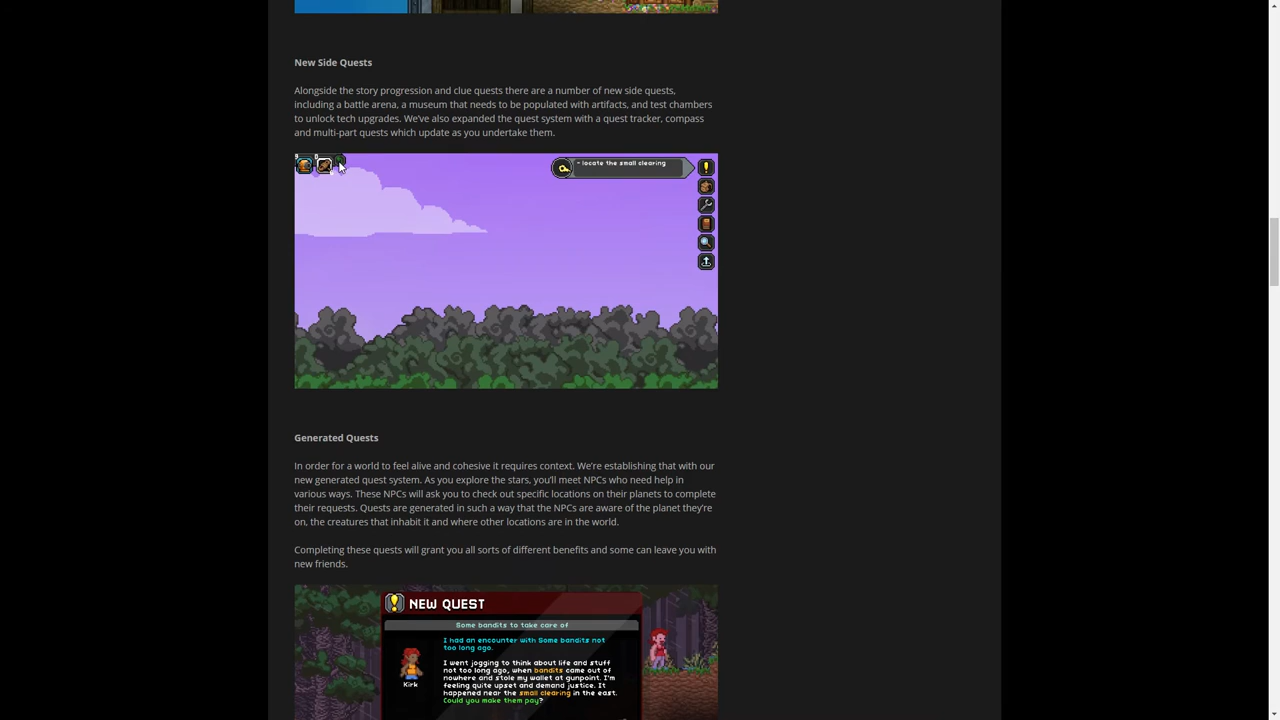 New Side Quests
Alongside the story progression and clue quests there are a number of new side quests,
including a battle arena, a museum that needs to be populated with artifacts, and test chambers
to unlock tech upgrades. We've also expanded the quest system with a quest tracker, compass
and multi-part quests which update as you undertake them.
- locate the small clearing
Generated Quests
In order for a world to feel alive and cohesive it requires context. We're establishing that with our
new generated quest system. As you explore the stars, you'll meet NPCs who need help in
various ways. These NPCs will ask you to check out specific locations on their planets to complete
their requests. Quests are generated in such a way that the NPCs are aware of the planet they're
on, the creatures that inhabit it and where other locations are in the world.
Completing these quests will grant you all sorts of different benefits and some can leave you with
new friends.
NEW QUEST
Some bandits to take care of
I had an encounter with Some bandits not
too long ago.
I went jogging to think about life and stuff
not too long ago, when bandits came out of
nowhere and stole my wallet at gunpoint. I'm
feeling quite upset and demand justice. It
happened near the small clearing in the east.
Could you make them pay?
Kirk